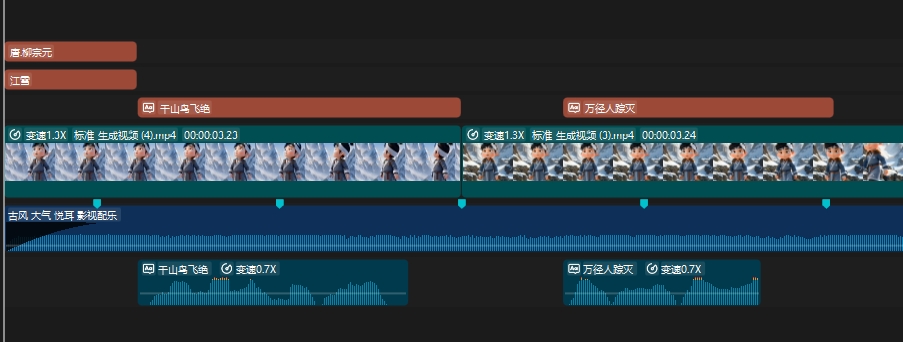 唐.柳宗元
江雪
千山鸟飞绝
万径人踪灭
变速1.3X 标准 生成视频 (4).mp4 00:00:03.23
变速1.3X 标准 生成视频 (3).mp4 00:00:03.24
古风 大气 悦耳 影视配乐
千山鸟飞绝 变速0.7X
万径人踪灭 变速0.7X